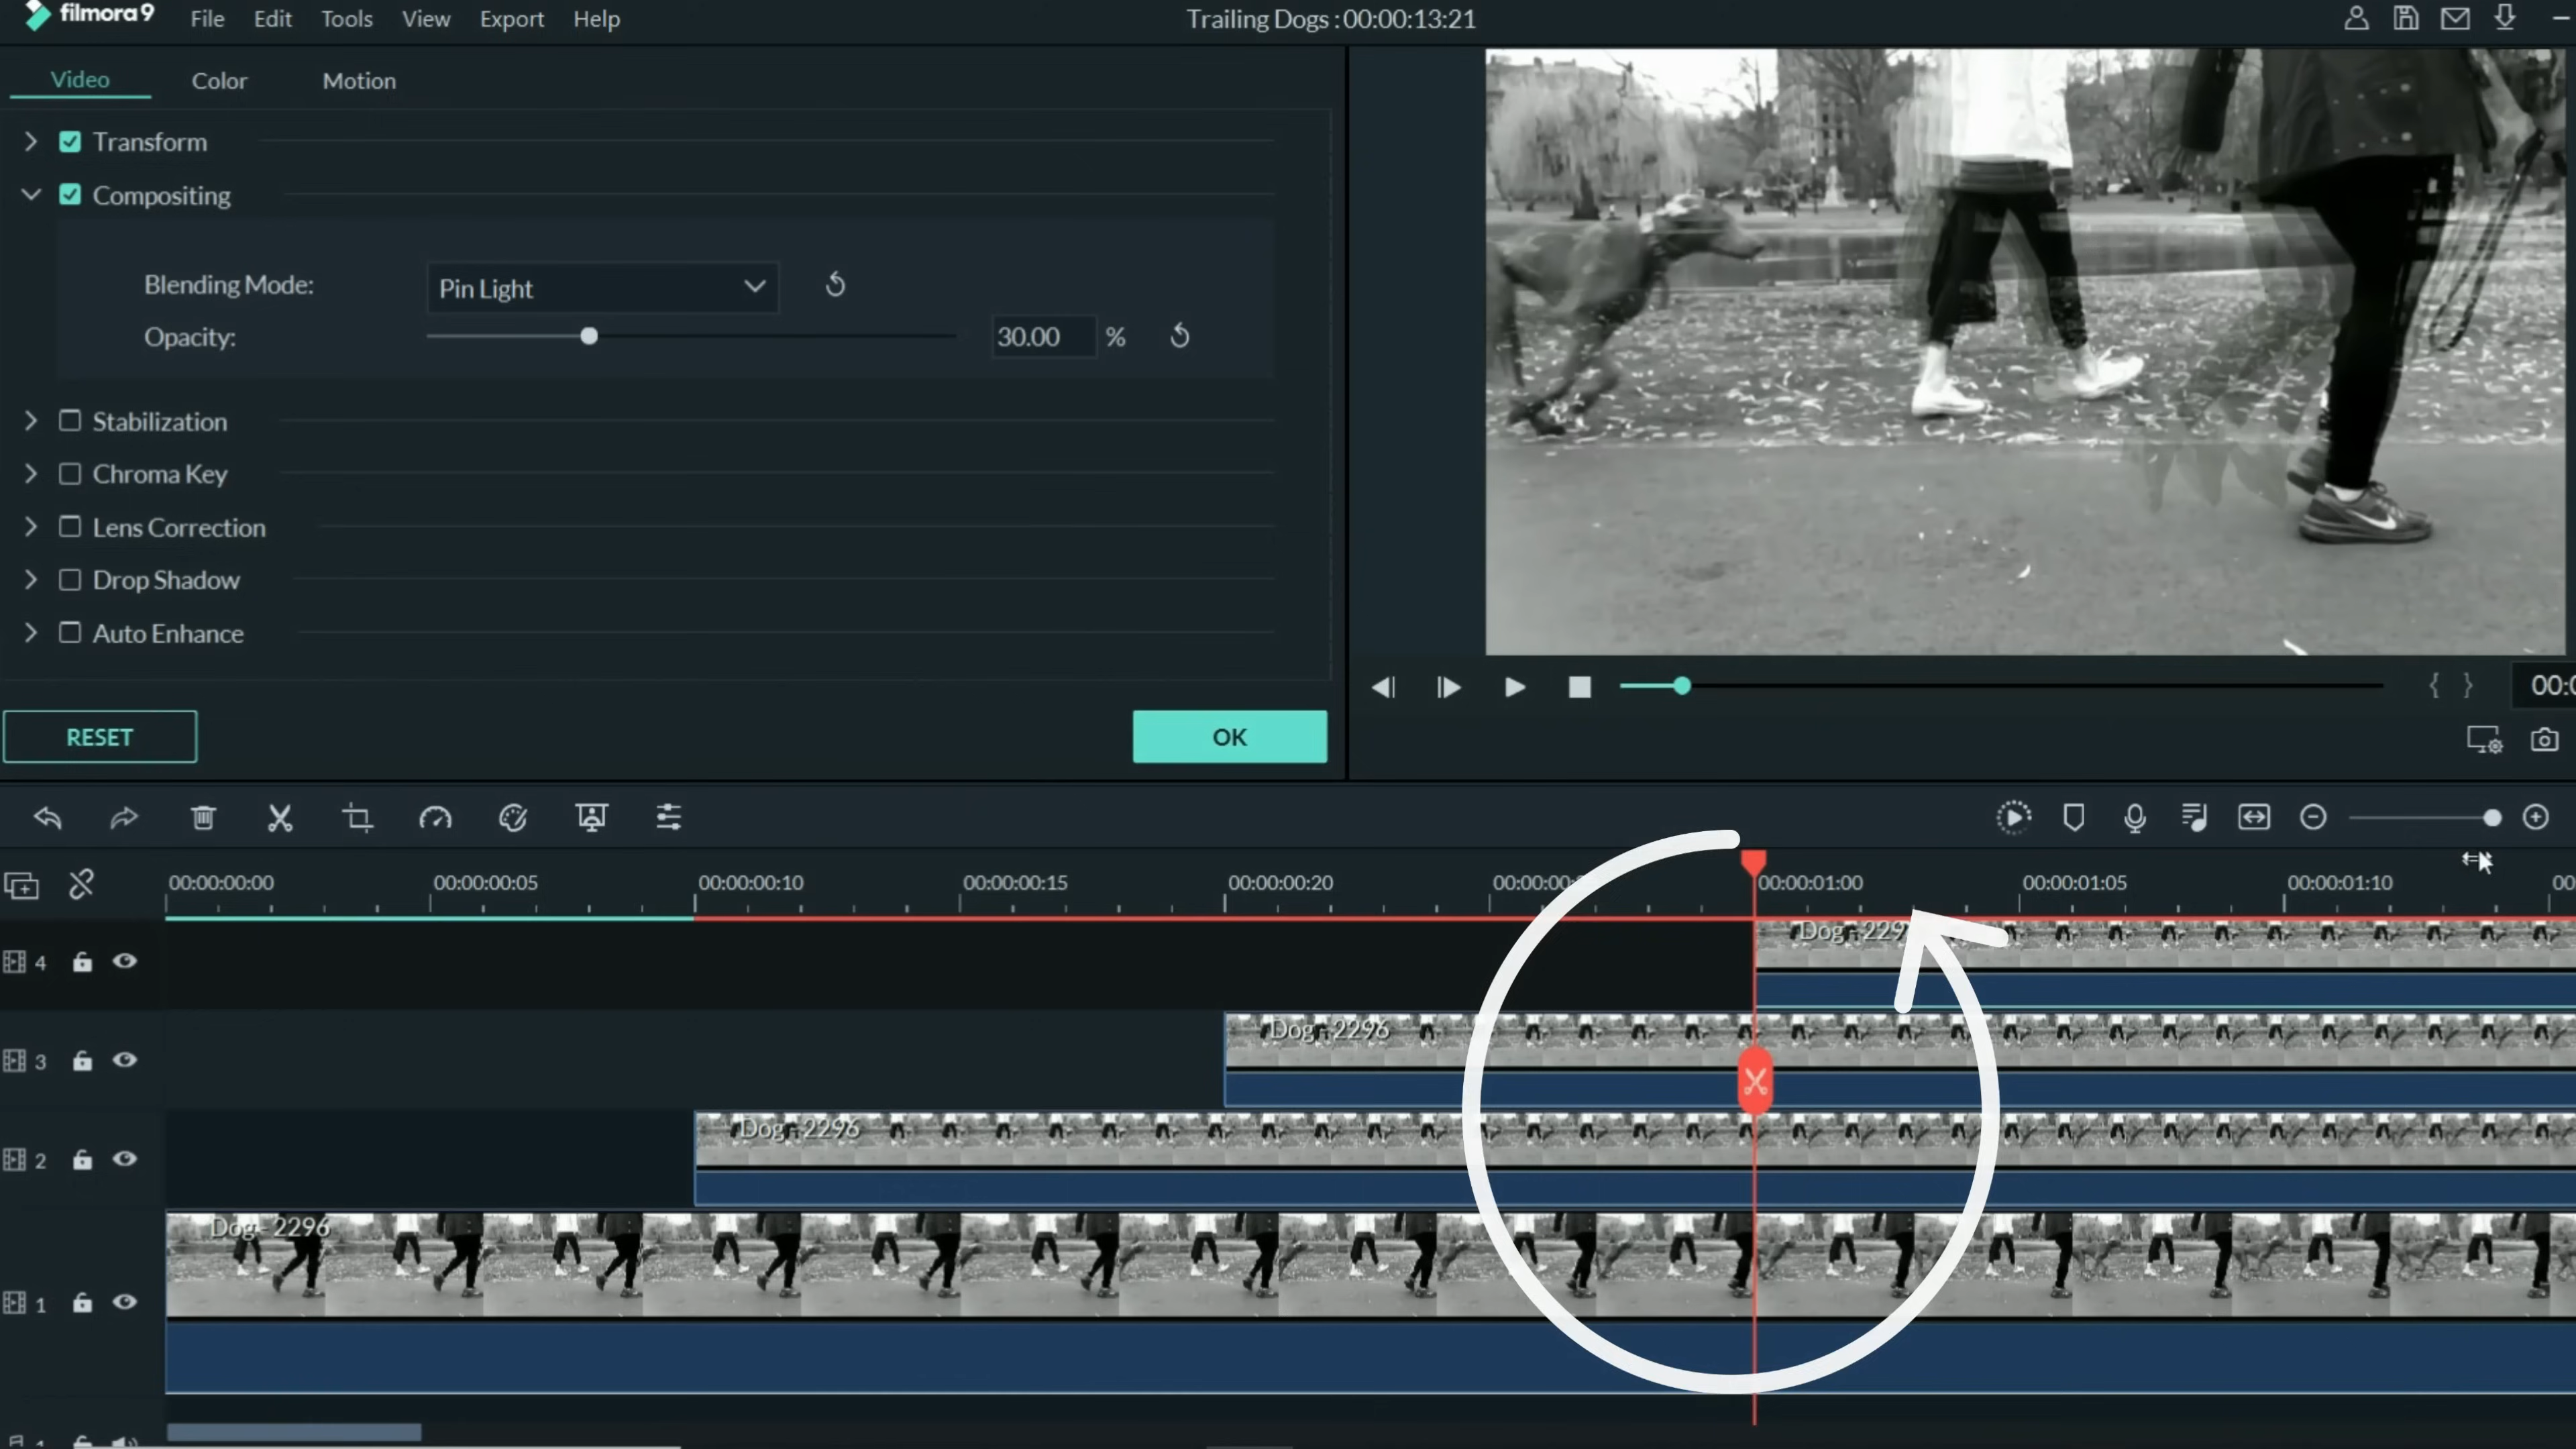 filmora9 File Edit Tools View Export Help Trailing Dogs : 00:00:13:21
Video Color Motion
Transform
Compositing
Blending Mode: Pin Light
Opacity: 30.00 %
Stabilization
Chroma Key
Lens Correction
Drop Shadow
Auto Enhance
RESET OK
00:00:00:00 00:00:00:05 00:00:00:10 00:00:00:15 00:00:00:20 00:00:01:00 00:00:01:05 00:00:01:10
4
Dog - 2296
3
Dog - 2296
2
Dog - 2296
1